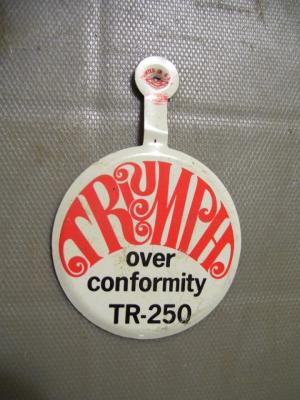 TRIUMPH
over
conformity
TR-250